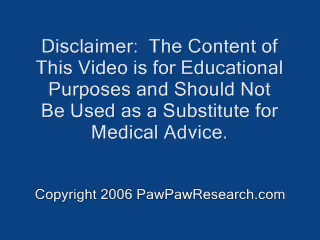 Disclaimer:  The Content of
This Video is for Educational
Purposes and Should Not
Be Used as a Substitute for
Medical Advice.
Copyright 2006 PawPawResearch.com